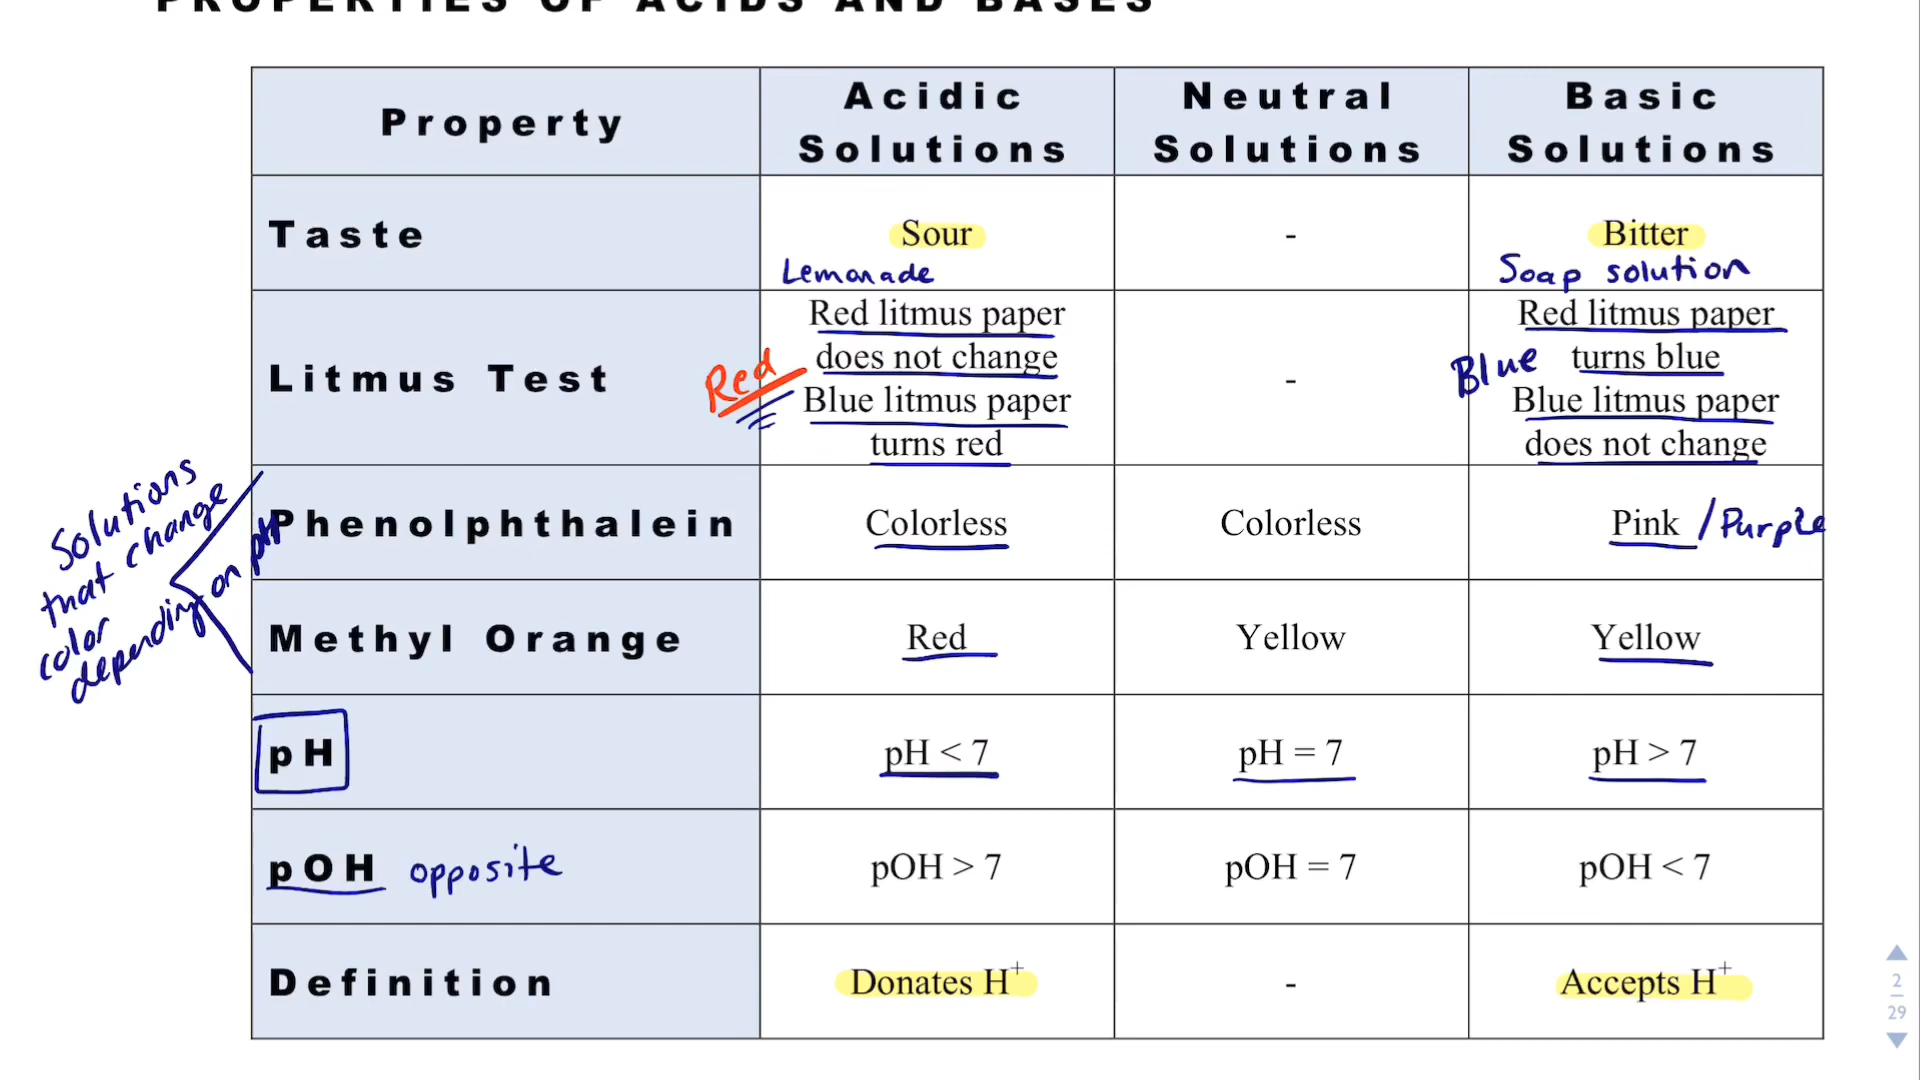 PROPERTIES OF ACIDS AND BASES
Property
Acidic
Solutions
Neutral
Solutions
Basic
Solutions
Taste
Sour
Lemonade
-
Bitter
Soap solution
Litmus Test
Red
Red litmus paper
does not change
Blue litmus paper
turns red
-
Blue
Red litmus paper
turns blue
Blue litmus paper
does not change
Solutions
that change
color
depending on pH
Phenolphthalein
Colorless
Colorless
Pink / Purple
Methyl Orange
Red
Yellow
Yellow
pH
pH < 7
pH = 7
pH > 7
pOH opposite
pOH > 7
pOH = 7
pOH < 7
Definition
Donates H⁺
-
Accepts H⁺
2
29